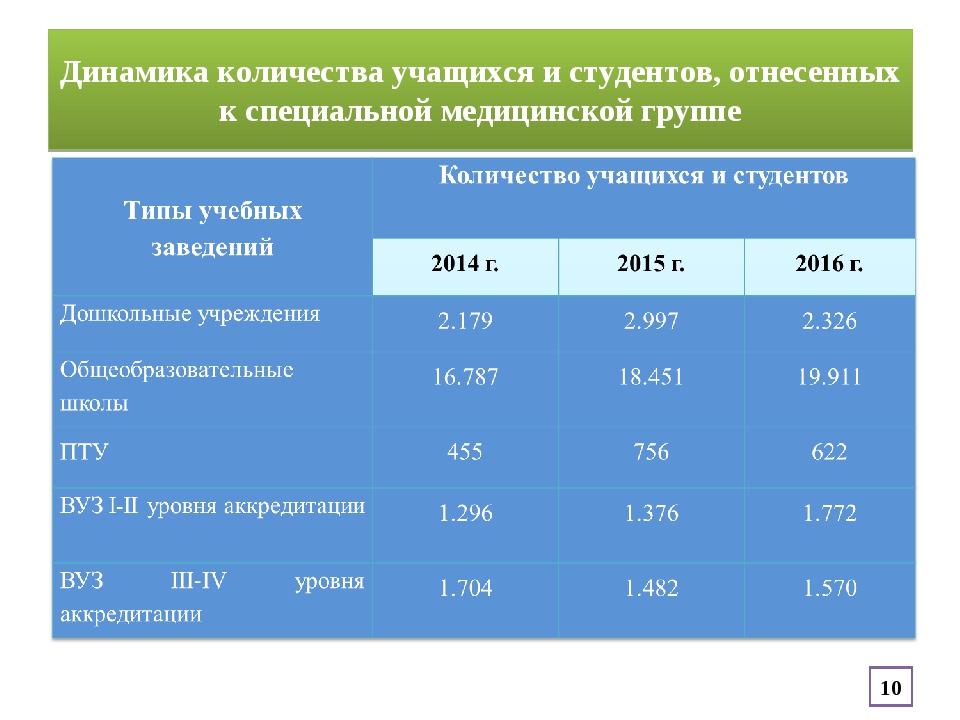 Динамика количества учащихся и студентов, отнесенных
к специальной медицинской группе
Типы учебных
заведений
Количество учащихся и студентов
2014 г.
2015 г.
2016 г.
Дошкольные учреждения
2.179
2.997
2.326
Общеобразовательные
школы
16.787
18.451
19.911
ПТУ
455
756
622
ВУЗ I-II уровня аккредитации
1.296
1.376
1.772
ВУЗ III-IV уровня
аккредитации
1.704
1.482
1.570
10